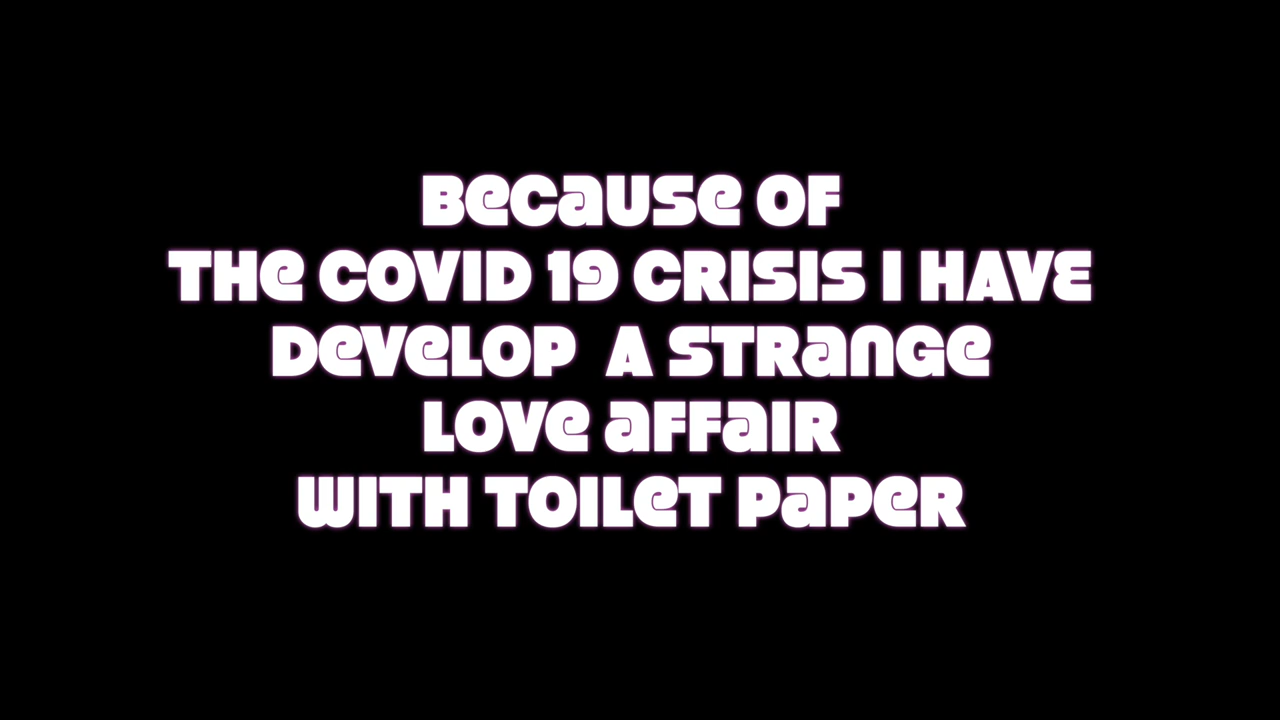 Because OF
THe COVID 19 CRISIS I HAVE
DeVeLOP  A STRanGe
LOVe aFFaIR
WITH TOILeT PaPeR